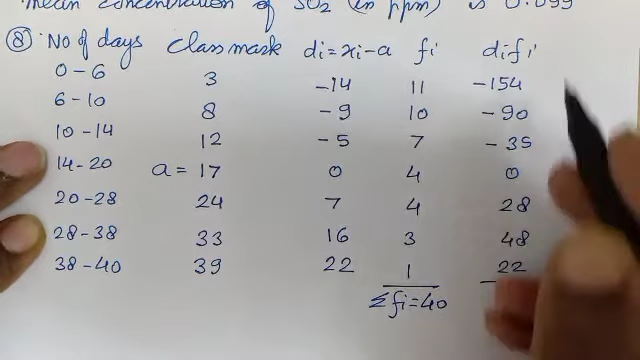 mean concentration of SO2 (in ppm) is 0.099
⑧ No of days class mark di = xi - a fi difi
0-6 3 -14 11 -154
6-10 8 -9 10 -90
10-14 12 -5 7 -35
14-20 a = 17 0 4 0
20-28 24 7 4 28
28-38 33 16 3 48
38-40 39 22 1 22
Σfi = 40